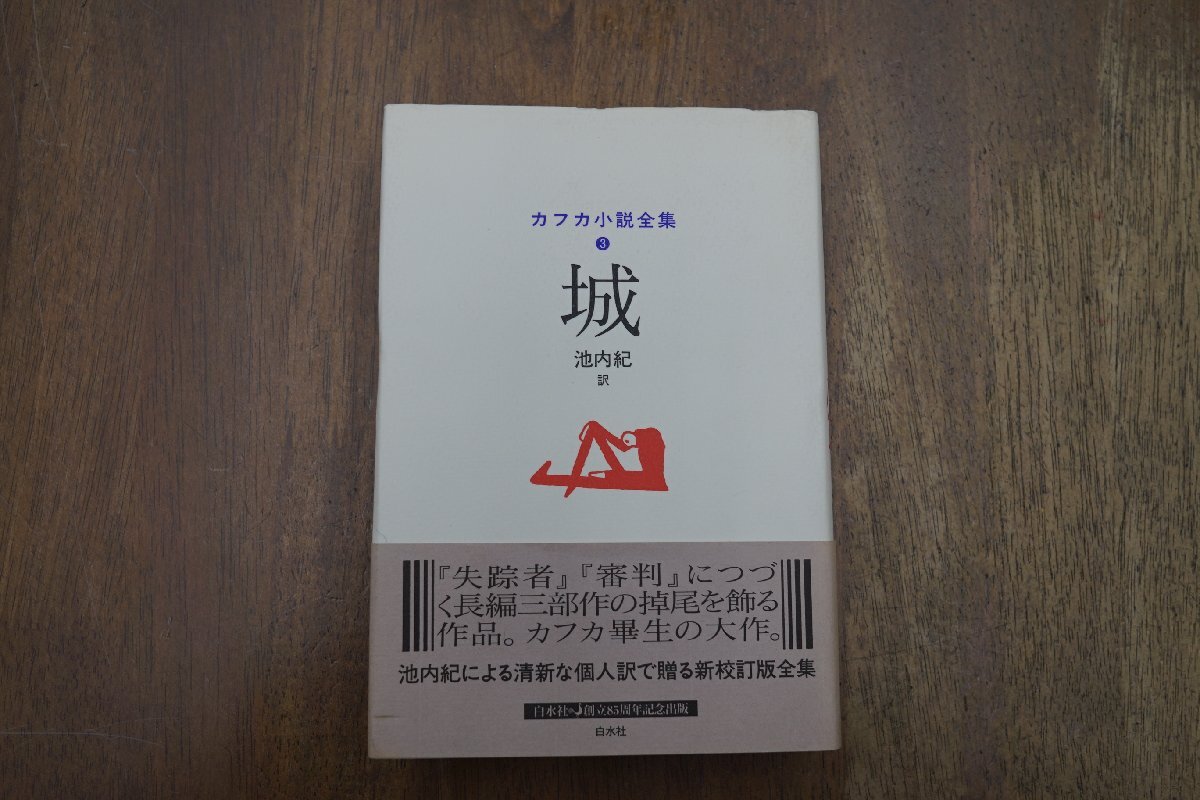 カフカ小説全集
3
城
池内紀
訳
『失踪者』『審判』につづ
く長編三部作の掉尾を飾る
作品。カフカ畢生の大作。
池内紀による清新な個人訳で贈る新校訂版全集
白水社創立85周年記念出版
白水社